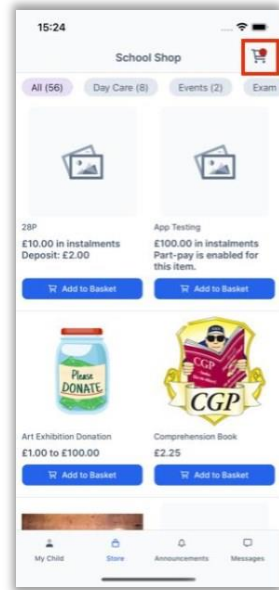 15:24
School Shop
All (56)
Day Care (8)
Events (2)
Exam
28P
£10.00 in instalments
Deposit: £2.00
Add to Basket
App Testing
£100.00 in instalments
Part-pay is enabled for
this item.
Add to Basket
Please
DONATE
CGP
CGP
Art Exhibition Donation
£1.00 to £100.00
Add to Basket
Comprehension Book
£2.25
Add to Basket
My Child
Store
Announcements
Messages